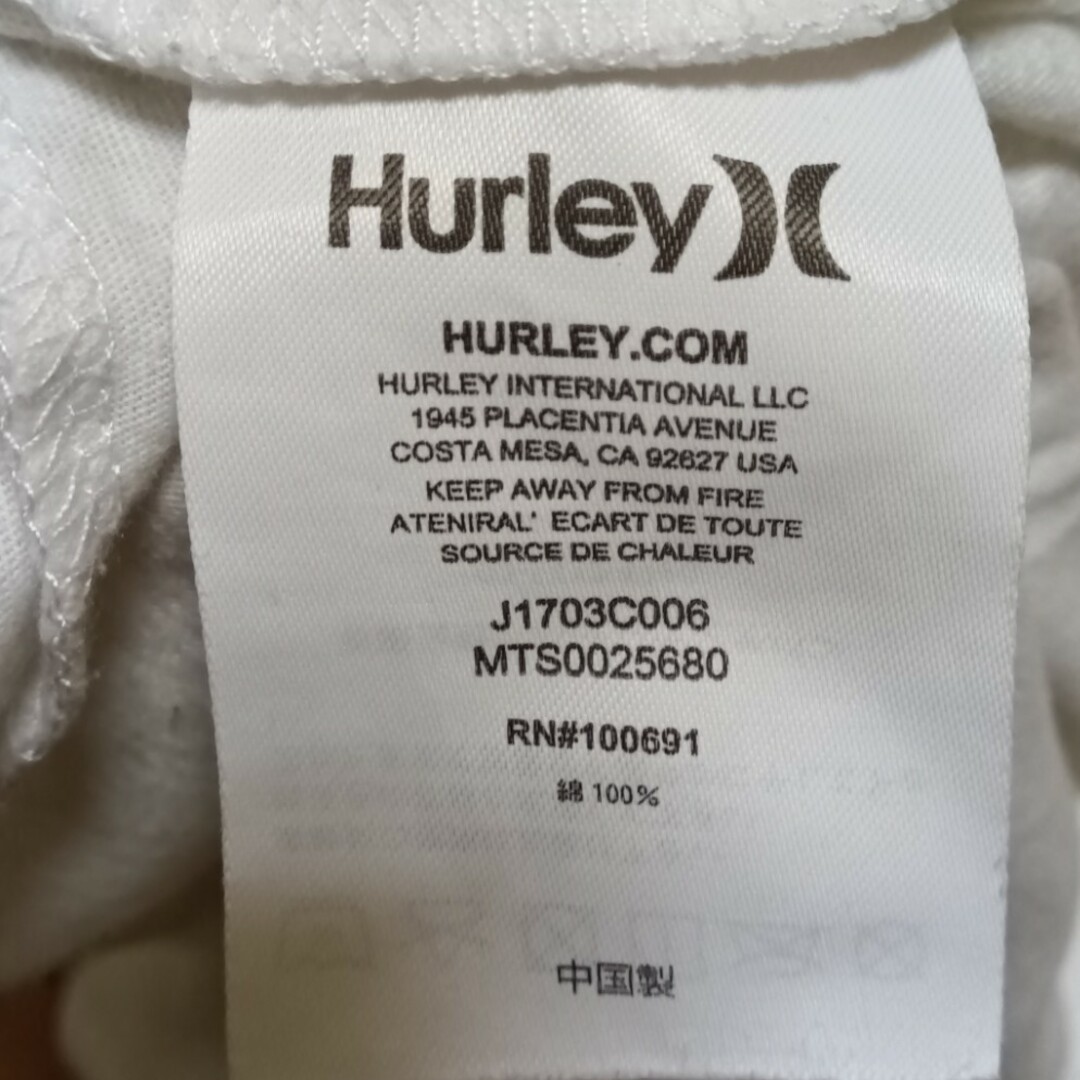 Hurley
HURLEY.COM
HURLEY INTERNATIONAL LLC
1945 PLACENTIA AVENUE
COSTA MESA, CA 92627 USA
KEEP AWAY FROM FIRE
ATENIRAL' ECART DE TOUTE
SOURCE DE CHALEUR
J1703C006
MTS0025680
RN#100691
綿 100%
中国製